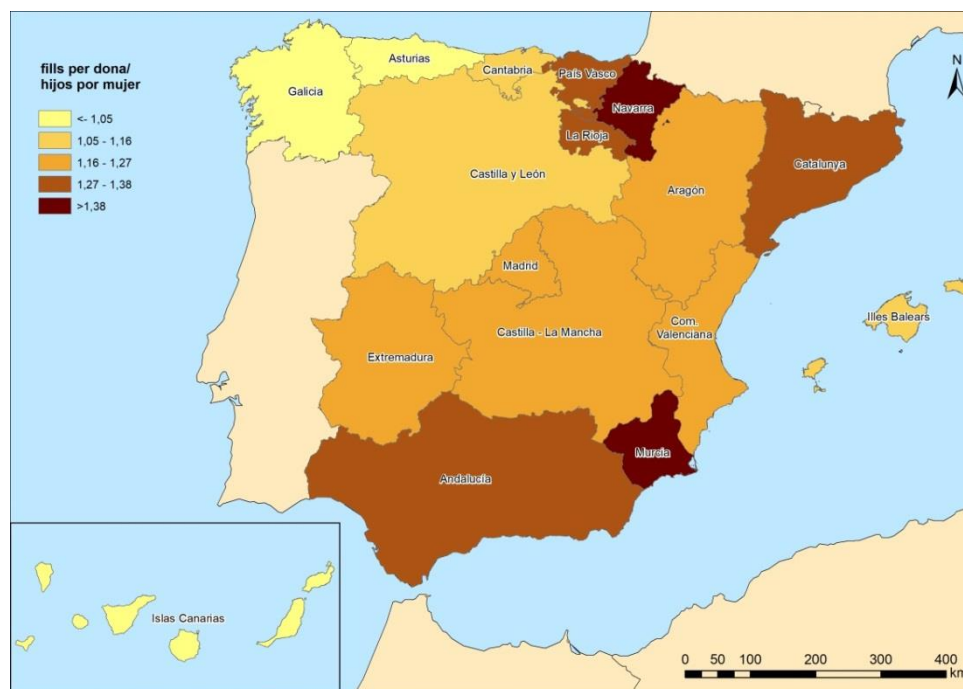 fills per dona/
hijos por mujer
<- 1,05
1,05 - 1,16
1,16 - 1,27
1,27 - 1,38
>1,38
Galicia
Asturias
Cantabria
País Vasco
Navarra
La Rioja
Castilla y León
Aragón
Catalunya
Madrid
Castilla - La Mancha
Com.
Valenciana
Illes Balears
Extremadura
Murcia
Andalucía
Islas Canarias
N
0 50 100 200 300 400
km